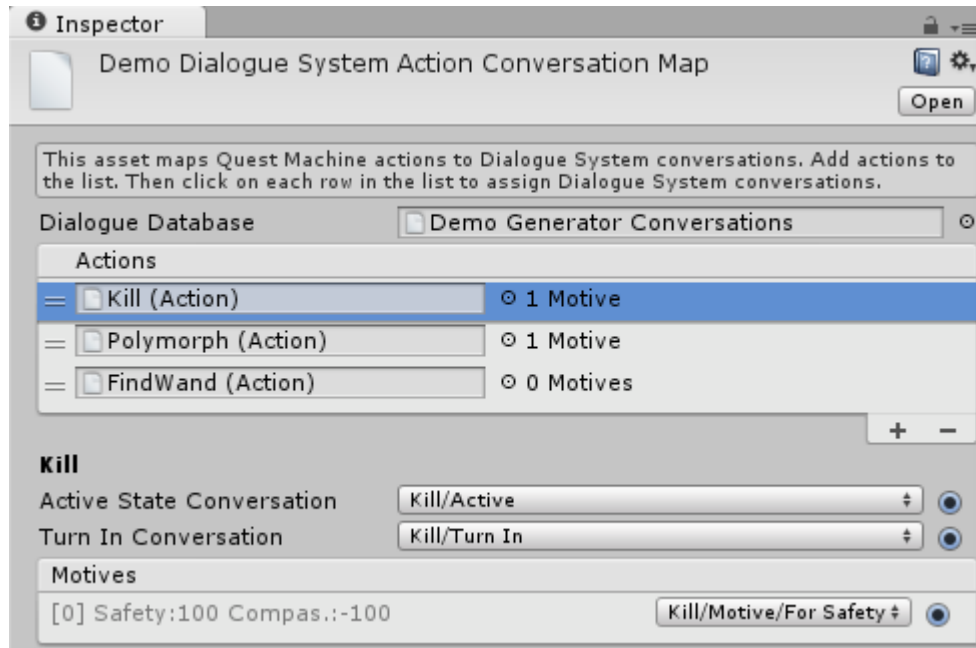 Inspector
Demo Dialogue System Action Conversation Map
Open
This asset maps Quest Machine actions to Dialogue System conversations. Add actions to
the list. Then click on each row in the list to assign Dialogue System conversations.
Dialogue Database Demo Generator Conversations
Actions
Kill (Action) 1 Motive
Polymorph (Action) 1 Motive
FindWand (Action) 0 Motives
+ −
Kill
Active State Conversation Kill/Active
Turn In Conversation Kill/Turn In
Motives
[0] Safety:100 Compas.:-100 Kill/Motive/For Safety